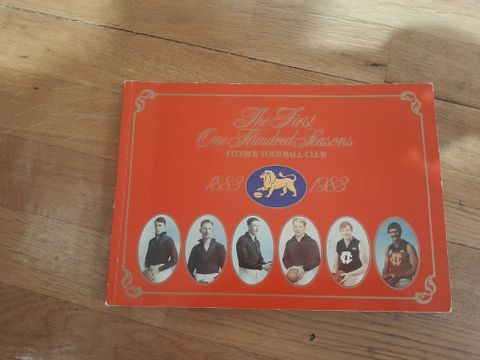 The First
One Hundred Seasons
FITZROY FOOTBALL CLUB
1883 1983